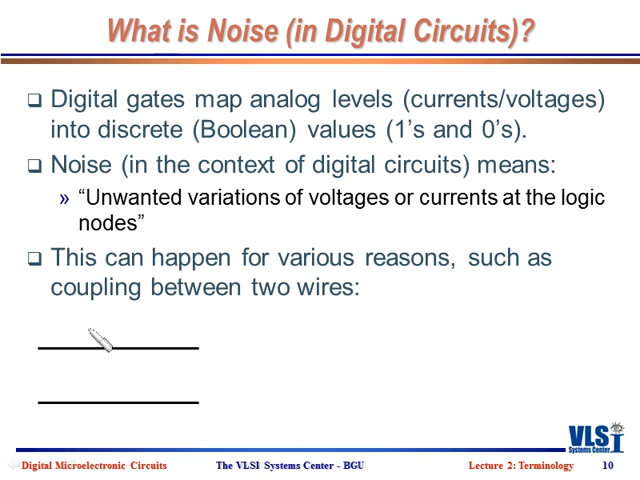 What is Noise (in Digital Circuits)?
Digital gates map analog levels (currents/voltages)
into discrete (Boolean) values (1’s and 0’s).
Noise (in the context of digital circuits) means:
» “Unwanted variations of voltages or currents at the logic
nodes”
This can happen for various reasons, such as
coupling between two wires:
VLSI
Systems Center
Digital Microelectronic Circuits
The VLSI Systems Center - BGU
Lecture 2: Terminology
10